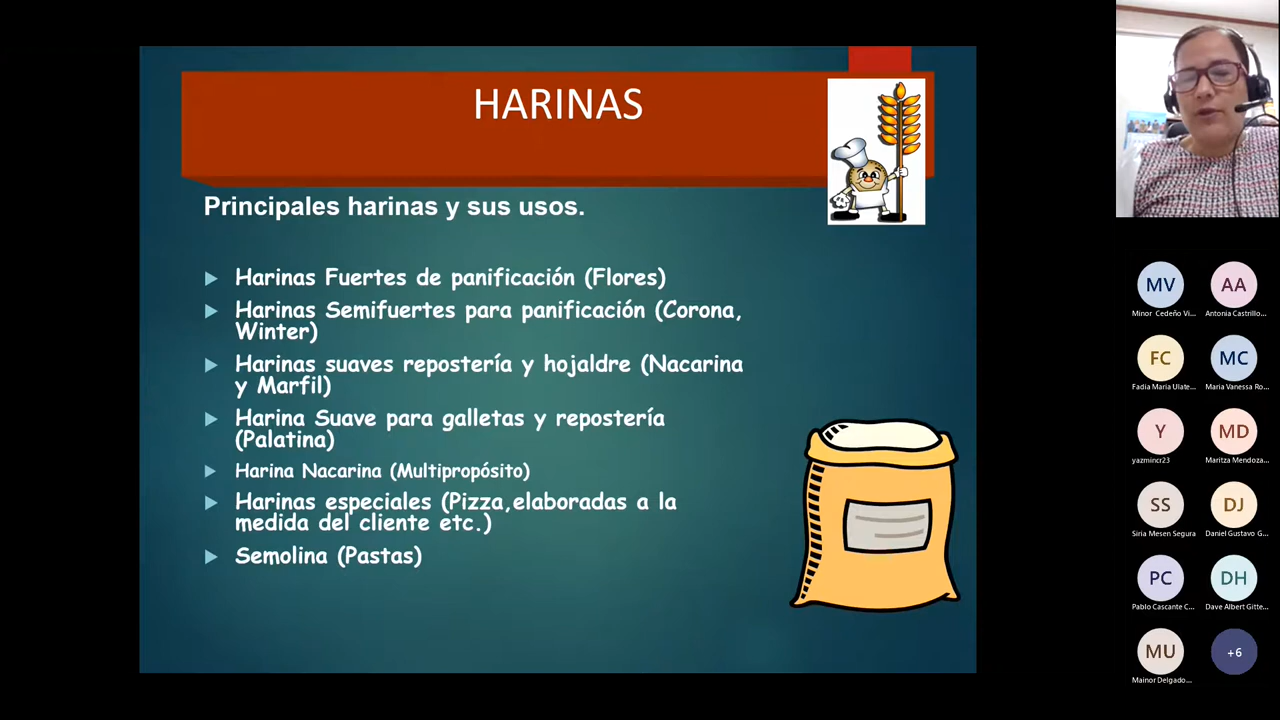 HARINAS
Principales harinas y sus usos.
Harinas Fuertes de panificación (Flores)
Harinas Semifuertes para panificación (Corona,
Winter)
Harinas suaves repostería y hojaldre (Nacarina
y Marfil)
Harina Suave para galletas y repostería
(Palatina)
Harina Nacarina (Multipropósito)
Harinas especiales (Pizza,elaboradas a la
medida del cliente etc.)
Semolina (Pastas)
MV
AA
Minor Cedeño Vi...
Antonia Castrillo...
FC
MC
Fadia Maria Ulate...
Maria Vanessa Ro...
Y
MD
yazmincr23
Maritza Mendoza...
SS
DJ
Siria Mesen Segura
Daniel Gustavo G...
PC
DH
Pablo Cascante C...
Dave Albert Gitte...
MU
+6
Mainor Delgado...